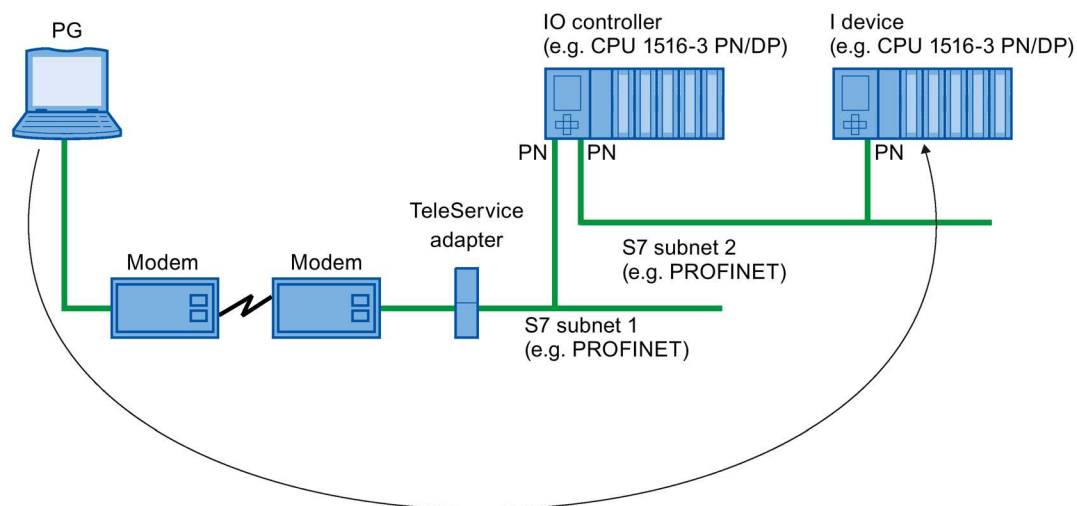 PG
IO controller
(e.g. CPU 1516-3 PN/DP)
I device
(e.g. CPU 1516-3 PN/DP)
PN
PN
PN
TeleService
adapter
Modem
Modem
S7 subnet 2
(e.g. PROFINET)
S7 subnet 1
(e.g. PROFINET)